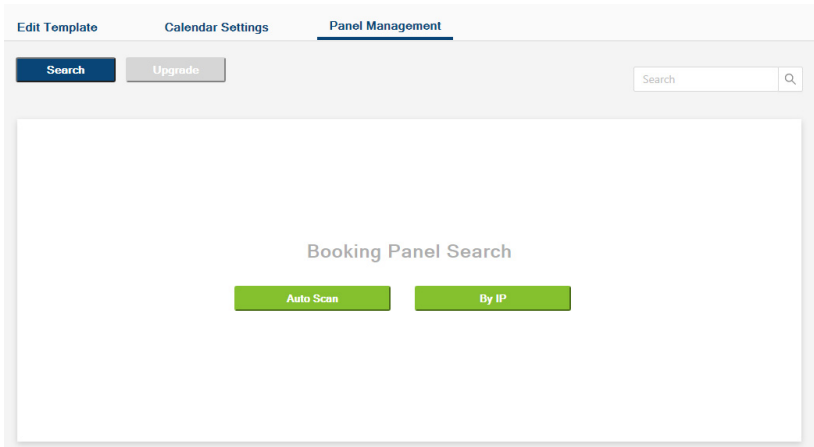 Edit Template Calendar Settings Panel Management
Search Upgrade Search
Booking Panel Search
Auto Scan By IP